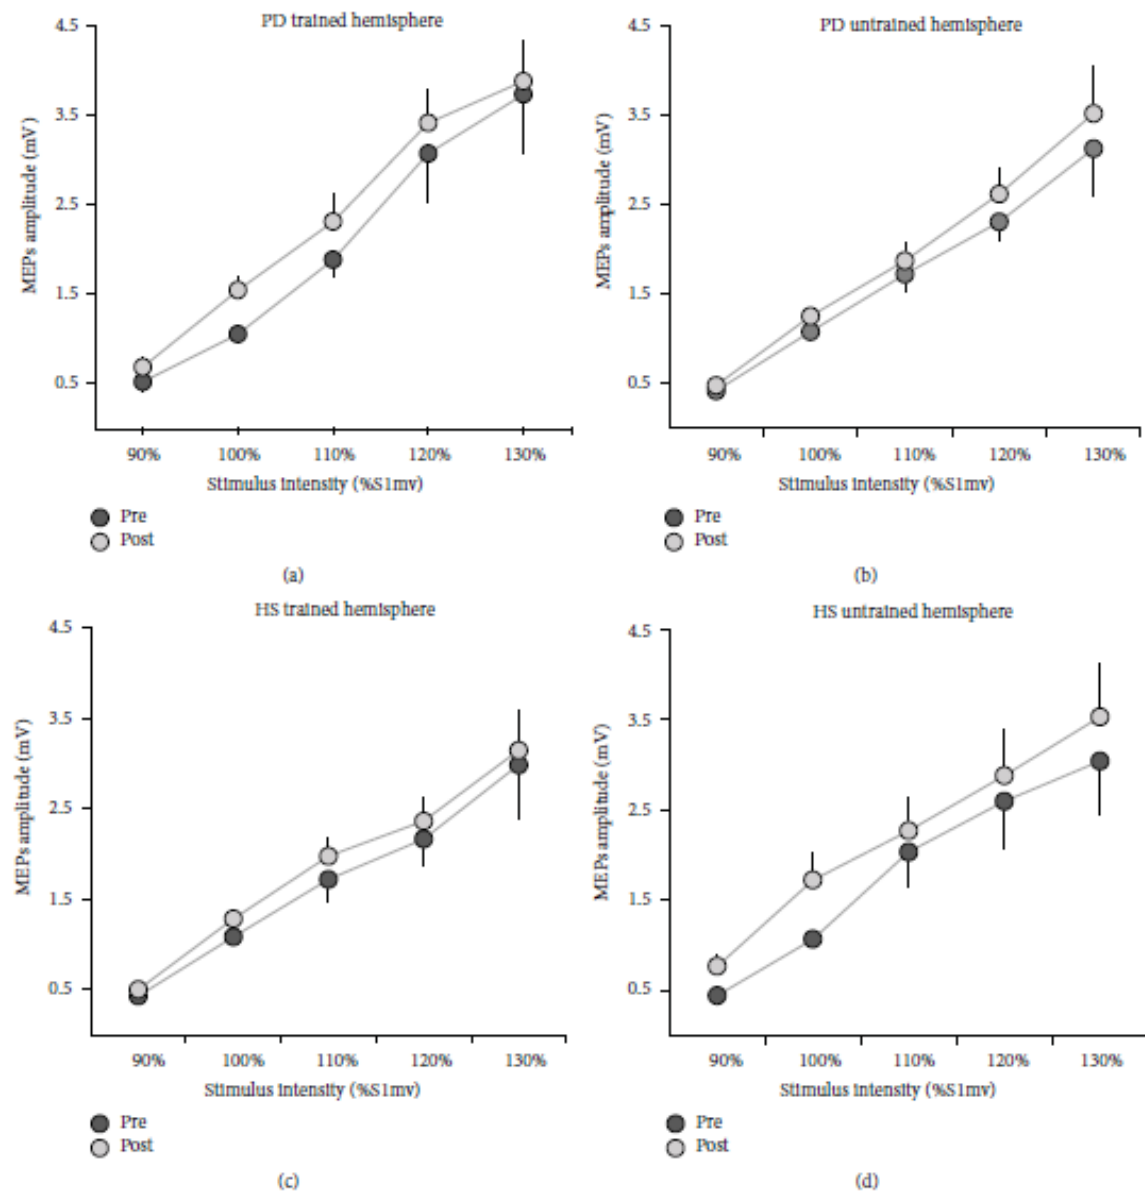 PD trained hemisphere
4.5
3.5
2.5
1.5
0.5
MEPs amplitude (mV)
90% 100% 110% 120% 130%
Stimulus intensity (%S1mv)
Pre
Post
(a)
PD untrained hemisphere
4.5
3.5
2.5
1.5
0.5
MEPs amplitude (mV)
90% 100% 110% 120% 130%
Stimulus intensity (%S1mv)
Pre
Post
(b)
HS trained hemisphere
4.5
3.5
2.5
1.5
0.5
MEPs amplitude (mV)
90% 100% 110% 120% 130%
Stimulus intensity (%S1mv)
Pre
Post
(c)
HS untrained hemisphere
4.5
3.5
2.5
1.5
0.5
MEPs amplitude (mV)
90% 100% 110% 120% 130%
Stimulus intensity (%S1mv)
Pre
Post
(d)